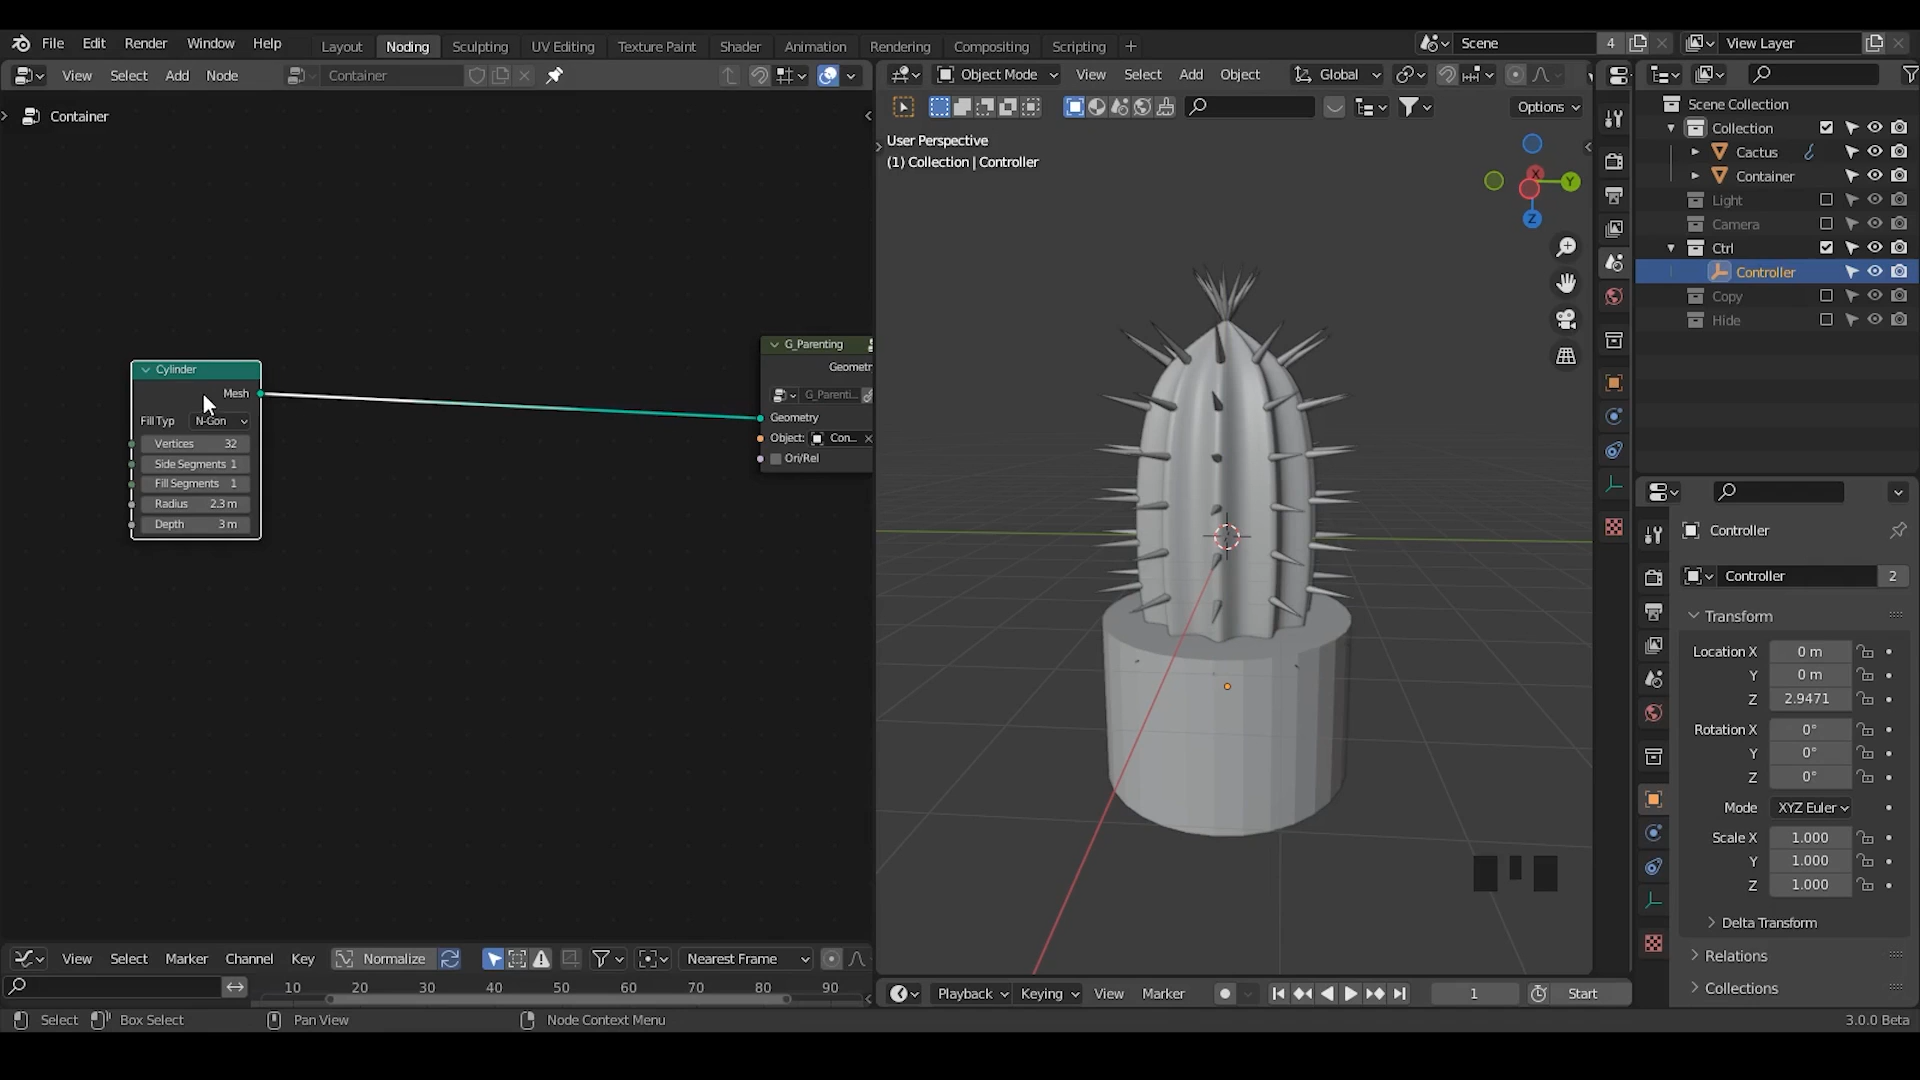 File Edit Render Window Help Layout Noding Sculpting UV Editing Texture Paint Shader Animation Rendering Compositing Scripting Scene 4 View Layer
View Select Add Node Container
Object Mode View Select Add Object Global
Container
Options
User Perspective
(1) Collection | Controller
X
Y
Z
Scene Collection
Collection
Cactus
Container
Light
Camera
Ctrl
Controller
Copy
Hide
Cylinder
Mesh
Fill Typ N-Gon
Vertices 32
Side Segments 1
Fill Segments 1
Radius 2.3 m
Depth 3 m
G_Parenting
Geometr
G_Parenti...
Geometry
Object: Con...
Ori/Rel
Controller
Controller 2
Transform
Location X 0 m
Y 0 m
Z 2.9471
Rotation X 0°
Y 0°
Z 0°
Mode XYZ Euler
Scale X 1.000
Y 1.000
Z 1.000
Delta Transform
Relations
Collections
View Select Marker Channel Key Normalize Nearest Frame
10 20 30 40 50 60 70 80 90
Playback Keying View Marker 1 Start
Select Box Select Pan View Node Context Menu 3.0.0 Beta